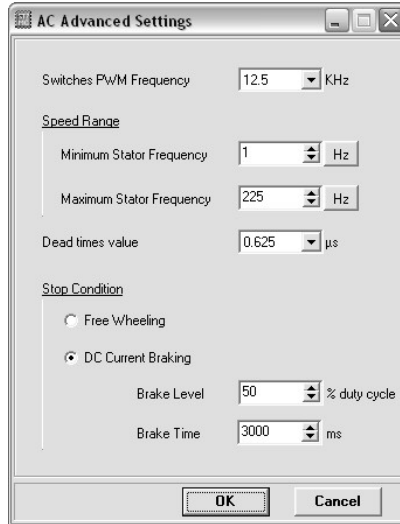 AC Advanced Settings
Switches PWM Frequency 12.5 KHz
Speed Range
Minimum Stator Frequency 1 Hz
Maximum Stator Frequency 225 Hz
Dead times value 0.625 µs
Stop Condition
Free Wheeling
DC Current Braking
Brake Level 50 % duty cycle
Brake Time 3000 ms
OK Cancel